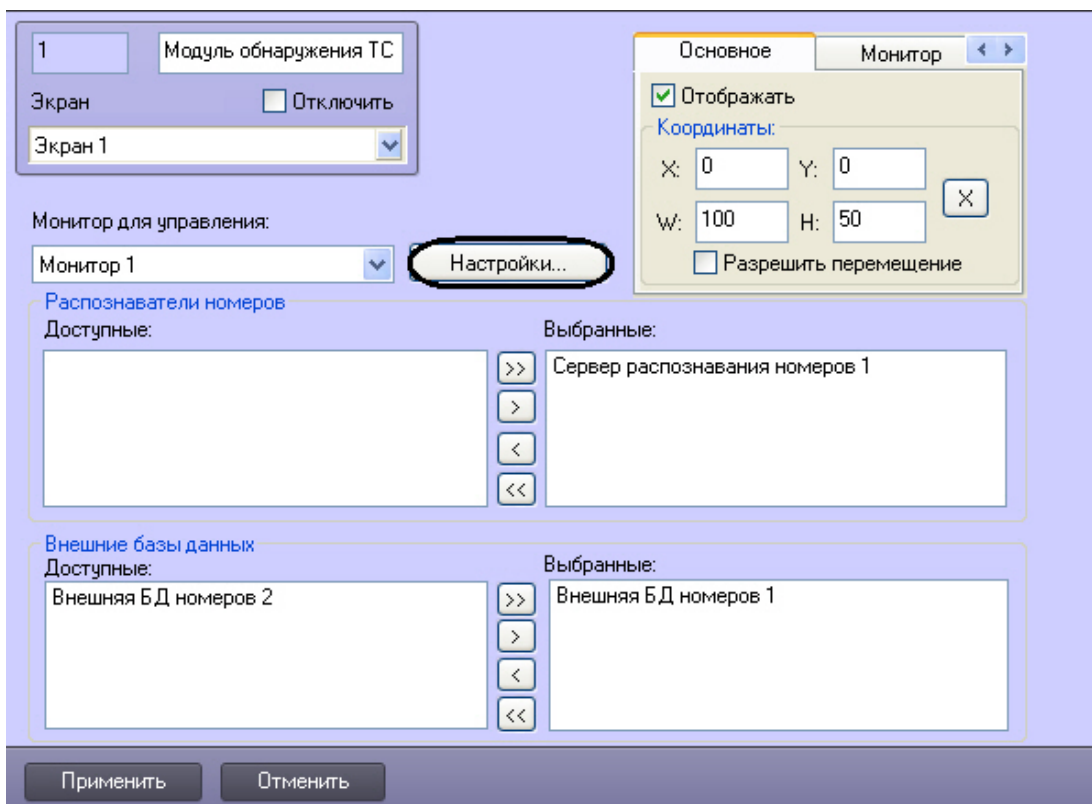 1
Модуль обнаружения ТС
Экран
Отключить
Экран 1
Основное
Монитор
Отображать
Координаты:
X: 0 Y: 0
W: 100 H: 50
X
Разрешить перемещение
Монитор для управления:
Монитор 1
Настройки...
Распознаватели номеров
Доступные:
Выбранные:
>>
>
<
<<
Сервер распознавания номеров 1
Внешние базы данных
Доступные:
Выбранные:
Внешняя БД номеров 2
>>
>
<
<<
Внешняя БД номеров 1
Применить
Отменить